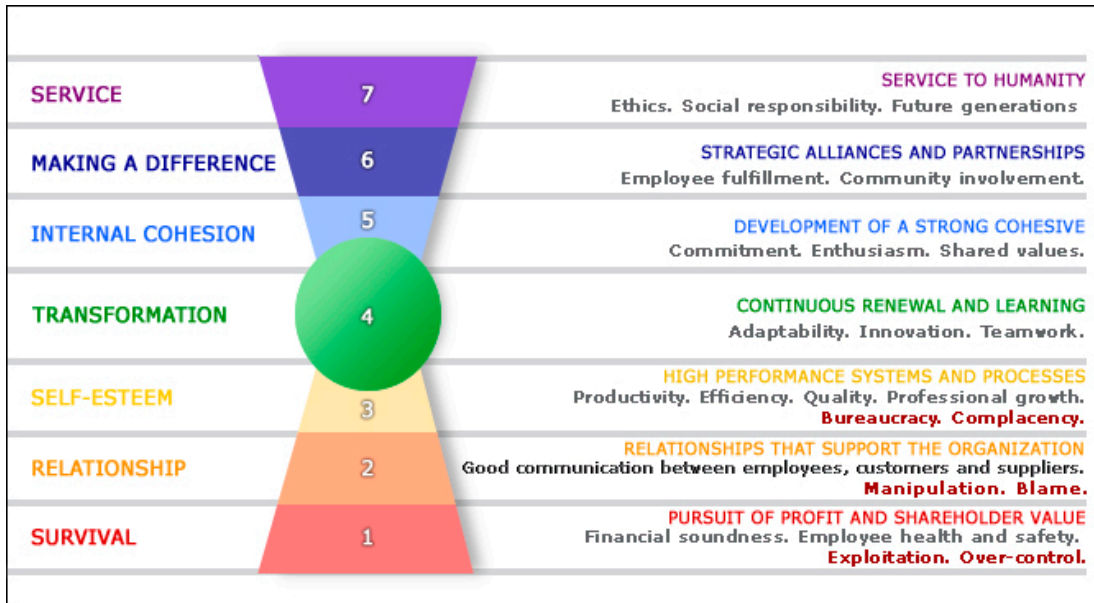 SERVICE
7
SERVICE TO HUMANITY
Ethics. Social responsibility. Future generations
MAKING A DIFFERENCE
6
STRATEGIC ALLIANCES AND PARTNERSHIPS
Employee fulfillment. Community involvement.
INTERNAL COHESION
5
DEVELOPMENT OF A STRONG COHESIVE
Commitment. Enthusiasm. Shared values.
TRANSFORMATION
4
CONTINUOUS RENEWAL AND LEARNING
Adaptability. Innovation. Teamwork.
SELF-ESTEEM
3
HIGH PERFORMANCE SYSTEMS AND PROCESSES
Productivity. Efficiency. Quality. Professional growth.
Bureaucracy. Complacency.
RELATIONSHIP
2
RELATIONSHIPS THAT SUPPORT THE ORGANIZATION
Good communication between employees, customers and suppliers.
Manipulation. Blame.
SURVIVAL
1
PURSUIT OF PROFIT AND SHAREHOLDER VALUE
Financial soundness. Employee health and safety.
Exploitation. Over-control.